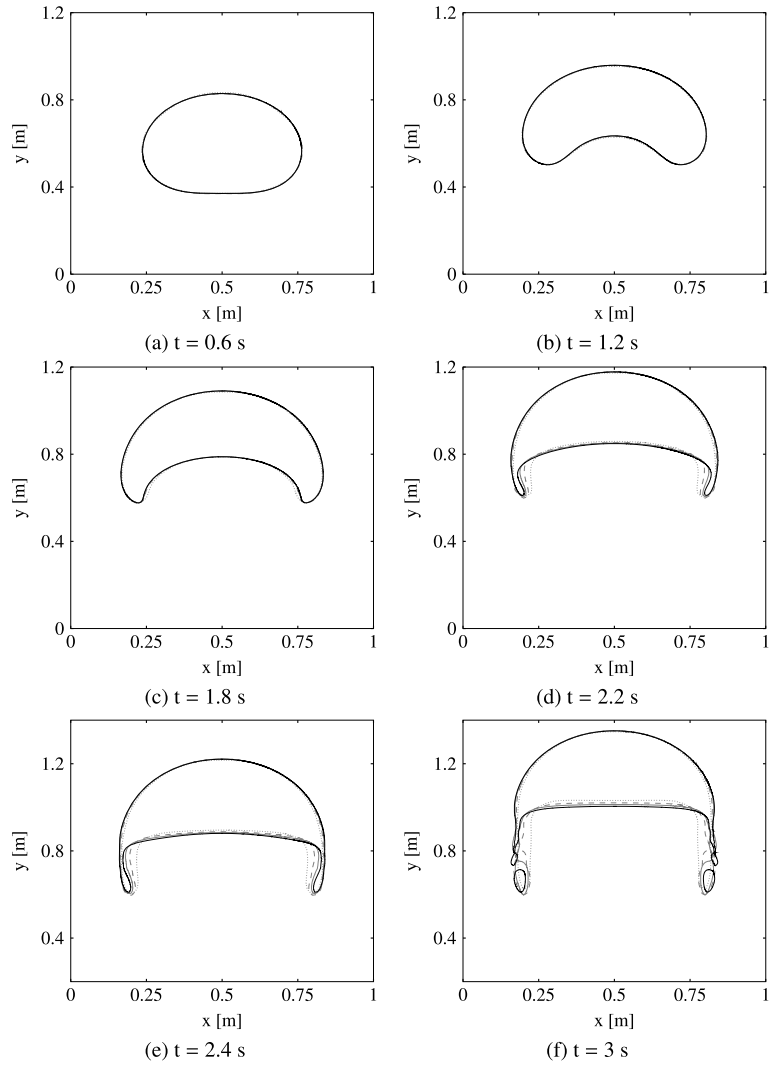 1.2
1.2
0.8
0.8
y [m]
y [m]
0.4
0.4
0
0
0
0.25
0.5
0.75
1
0
0.25
0.5
0.75
1
x [m]
x [m]
(a) t = 0.6 s
(b) t = 1.2 s
1.2
1.2
0.8
0.8
y [m]
y [m]
0.4
0.4
0
0
0
0.25
0.5
0.75
1
0
0.25
0.5
0.75
1
x [m]
x [m]
(c) t = 1.8 s
(d) t = 2.2 s
1.2
1.2
0.8
0.8
y [m]
y [m]
0.4
0.4
0
0.25
0.5
0.75
1
0
0.25
0.5
0.75
1
x [m]
x [m]
(e) t = 2.4 s
(f) t = 3 s